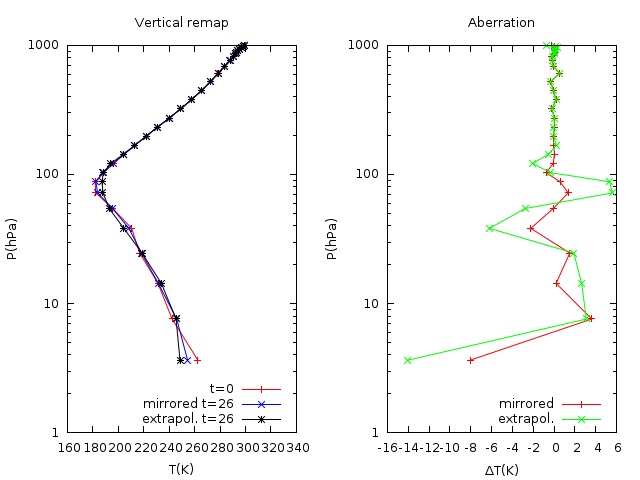 Vertical remap
1000
100
10
1
P(hPa)
t=0
mirrored t=26
extrapol. t=26
160 180 200 220 240 260 280 300 320 340
T(K)
Aberration
1000
100
10
1
P(hPa)
mirrored
extrapol.
-16 -14 -12 -10 -8 -6 -4 -2 0 2 4 6
ΔT(K)